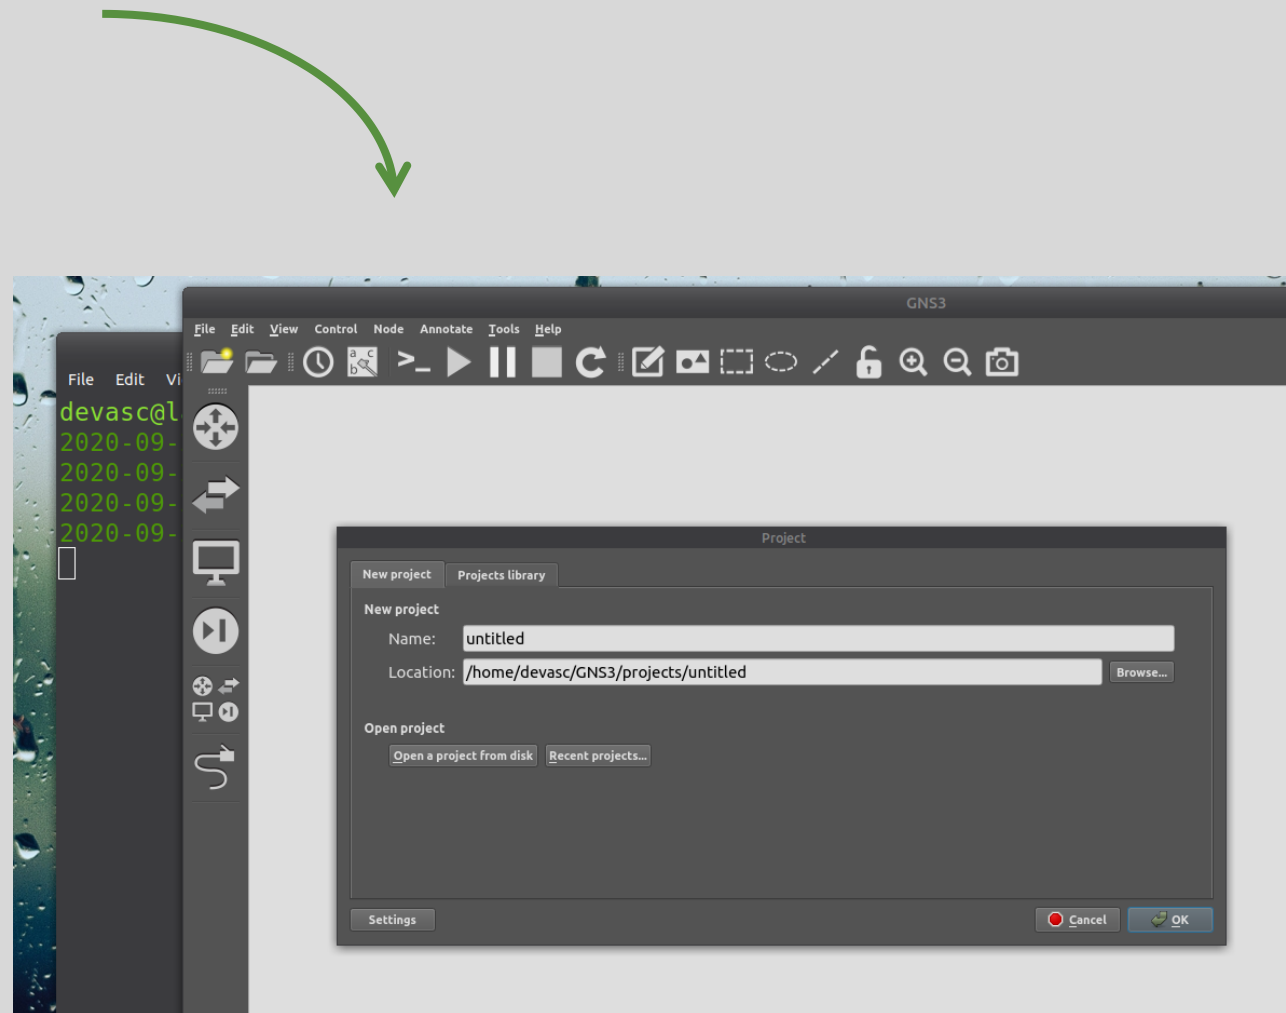 GNS3
File Edit View Control Node Annotate Tools Help
a c
b
File Edit Vi
devasc@l
2020-09-
2020-09-
2020-09-
2020-09-
Project
New project Projects library
New project
Name: untitled
Location: /home/devasc/GNS3/projects/untitled Browse...
Open project
Open a project from disk Recent projects...
Settings Cancel OK